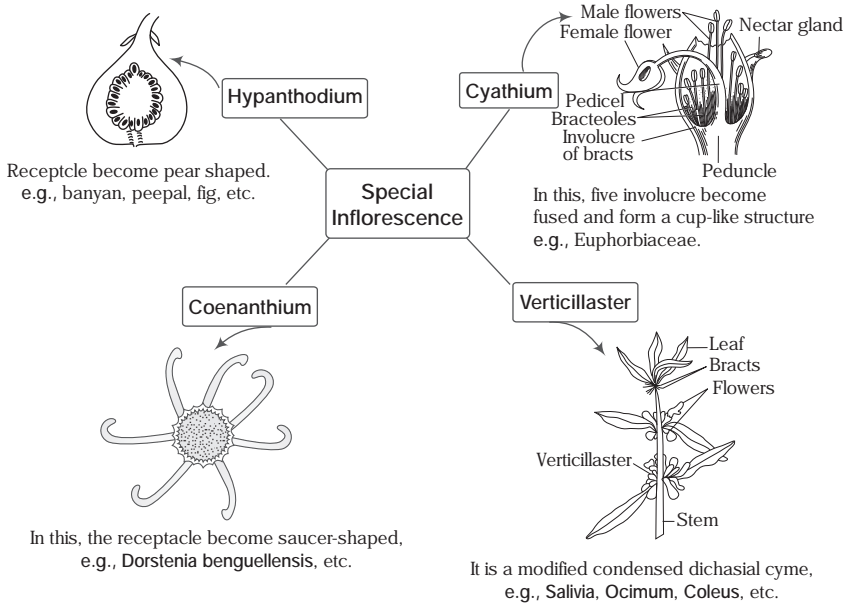 Hypanthodium
Receptcle become pear shaped.
e.g., banyan, peepal, fig, etc.
Cyathium
Male flowers
Female flower
Nectar gland
Pedicel
Bracteoles
Involucre
of bracts
Peduncle
In this, five involucre become
fused and form a cup-like structure
e.g., Euphorbiaceae.
Special
Inflorescence
Coenanthium
In this, the receptacle become saucer-shaped,
e.g., Dorstenia benguellensis, etc.
Verticillaster
Leaf
Bracts
Flowers
Verticillaster
Stem
It is a modified condensed dichasial cyme,
e.g., Salivia, Ocimum, Coleus, etc.